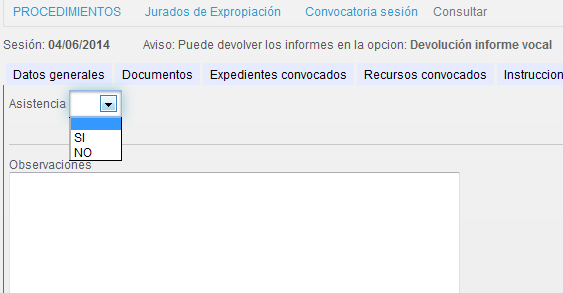 PROCEDIMIENTOS Jurados de Expropiación Convocatoria sesión Consultar
Sesión: 04/06/2014 Aviso: Puede devolver los informes en la opcion: Devolución informe vocal
Datos generales Documentos Expedientes convocados Recursos convocados Instruccion
Asistencia
SI
NO
Observaciones